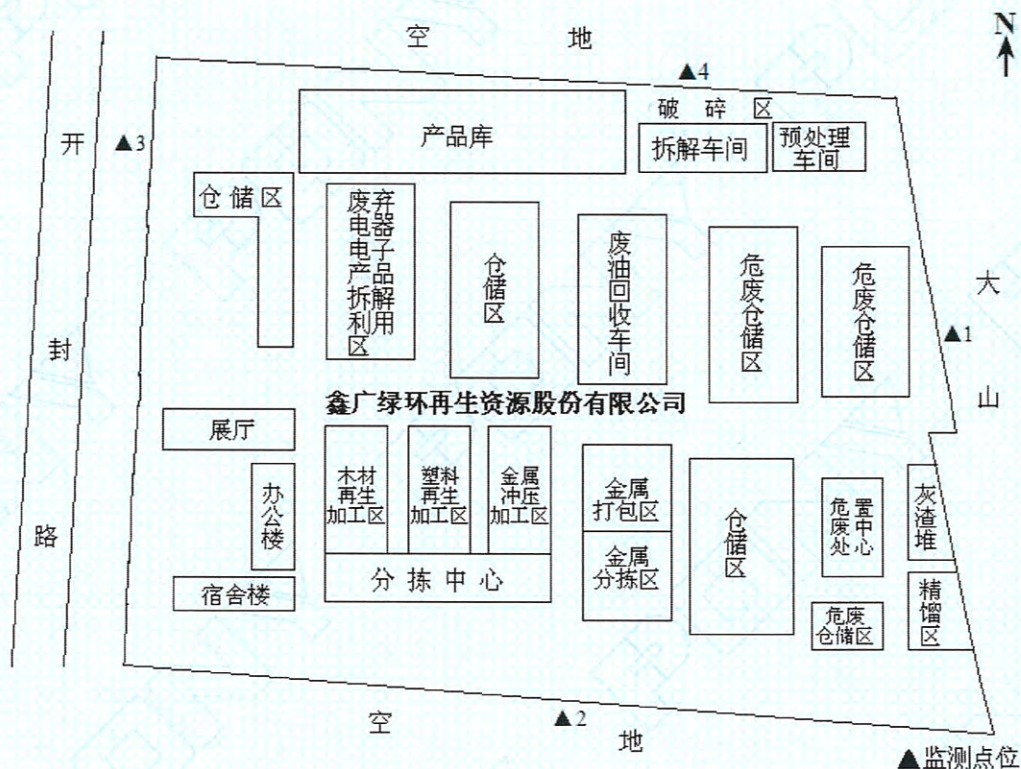 空 地
N
▲4
破碎区
产品库
拆解车间
预处理
车间
开
▲3
仓储区
废弃
电器
电子
产品
拆解
利用
区
仓储区
废油回收车间
危废仓储区
危废仓储区
大
山
▲1
封
鑫广绿环再生资源股份有限公司
展厅
木材
再生
加工区
塑料
再生
加工区
金属
冲压
加工区
金属
打包区
金属
分拣区
仓储区
危废处
置中心
灰渣堆
办公楼
路
分拣中心
宿舍楼
危废
仓储区
精馏区
空
▲2
地
▲监测点位